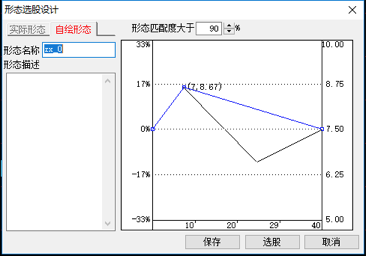 形态选股设计
实际形态 自绘形态 形态匹配度大于 90 %
形态名称 rx_0
形态描述
33% 10.00
17% (7,8.67) 8.75
0% 7.50
-17% 6.25
-33% 5.00
10' 20' 29' 40
保存 选股 取消